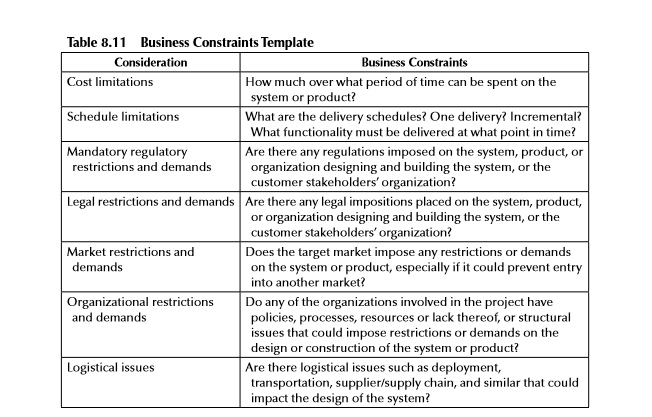 Table 8.11 Business Constraints Template
Consideration Business Constraints
Cost limitations How much over what period of time can be spent on the
system or product?
Schedule limitations What are the delivery schedules? One delivery? Incremental?
What functionality must be delivered at what point in time?
Mandatory regulatory Are there any regulations imposed on the system, product, or
restrictions and demands organization designing and building the system, or the
customer stakeholders' organization?
Legal restrictions and demands Are there any legal impositions placed on the system, product,
or organization designing and building the system, or the
customer stakeholders' organization?
Market restrictions and Does the target market impose any restrictions or demands
demands on the system or product, especially if it could prevent entry
into another market?
Organizational restrictions Do any of the organizations involved in the project have
and demands policies, processes, resources or lack thereof, or structural
issues that could impose restrictions or demands on the
design or construction of the system or product?
Logistical issues Are there logistical issues such as deployment,
transportation, supplier/supply chain, and similar that could
impact the design of the system?